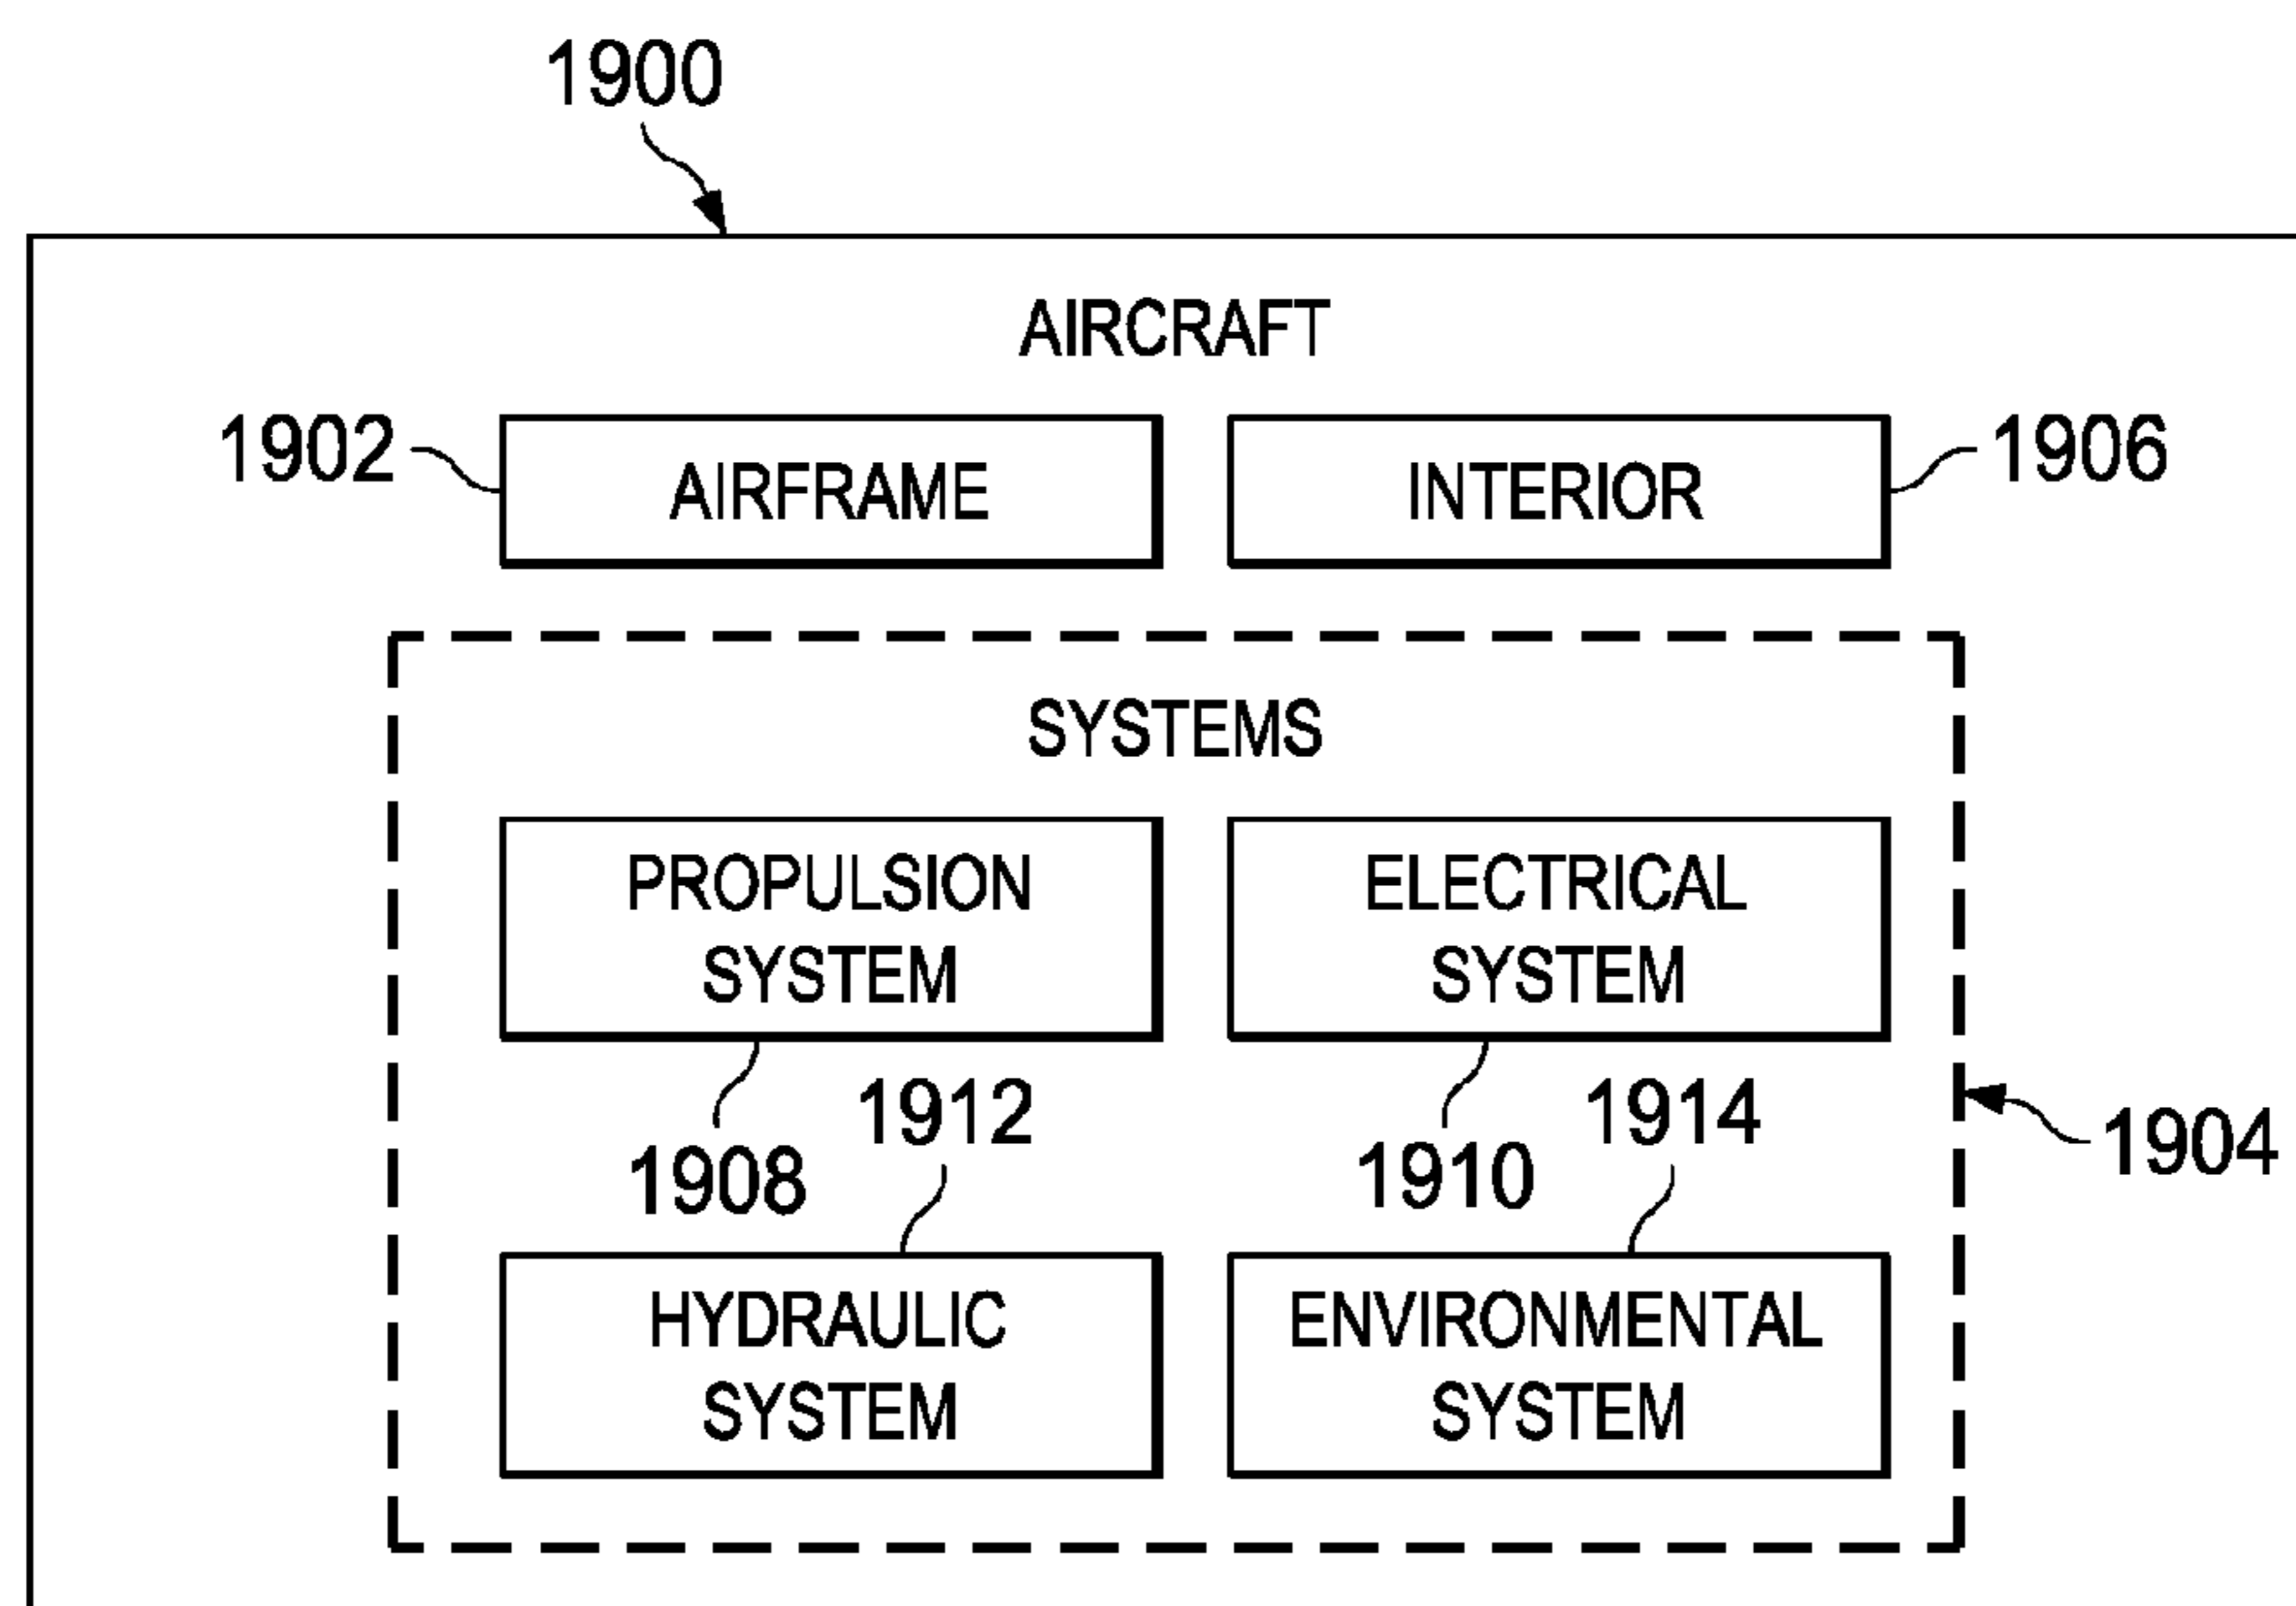 1900
AIRCRAFT
1902
AIRFRAME
INTERIOR
1906
SYSTEMS
PROPULSION
SYSTEM
ELECTRICAL
SYSTEM
1908
1912
1910
1914
1904
HYDRAULIC
SYSTEM
ENVIRONMENTAL
SYSTEM